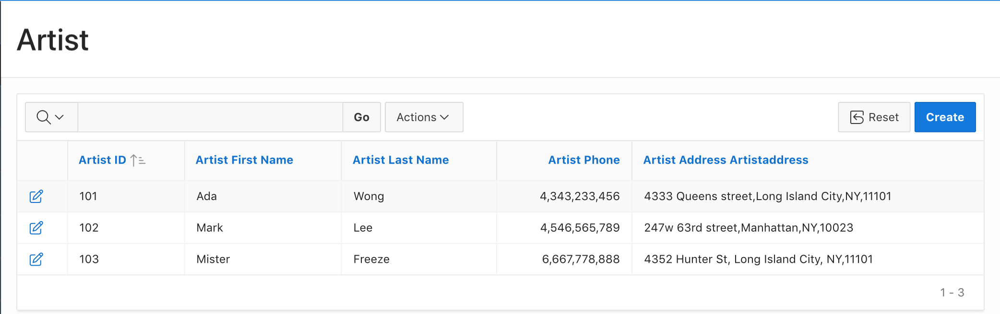 Artist
Go Actions Reset Create
Artist ID Artist First Name Artist Last Name Artist Phone Artist Address Artistaddress
101 Ada Wong 4,343,233,456 4333 Queens street,Long Island City,NY,11101
102 Mark Lee 4,546,565,789 247w 63rd street,Manhattan,NY,10023
103 Mister Freeze 6,667,778,888 4352 Hunter St, Long Island City, NY,11101
1 - 3